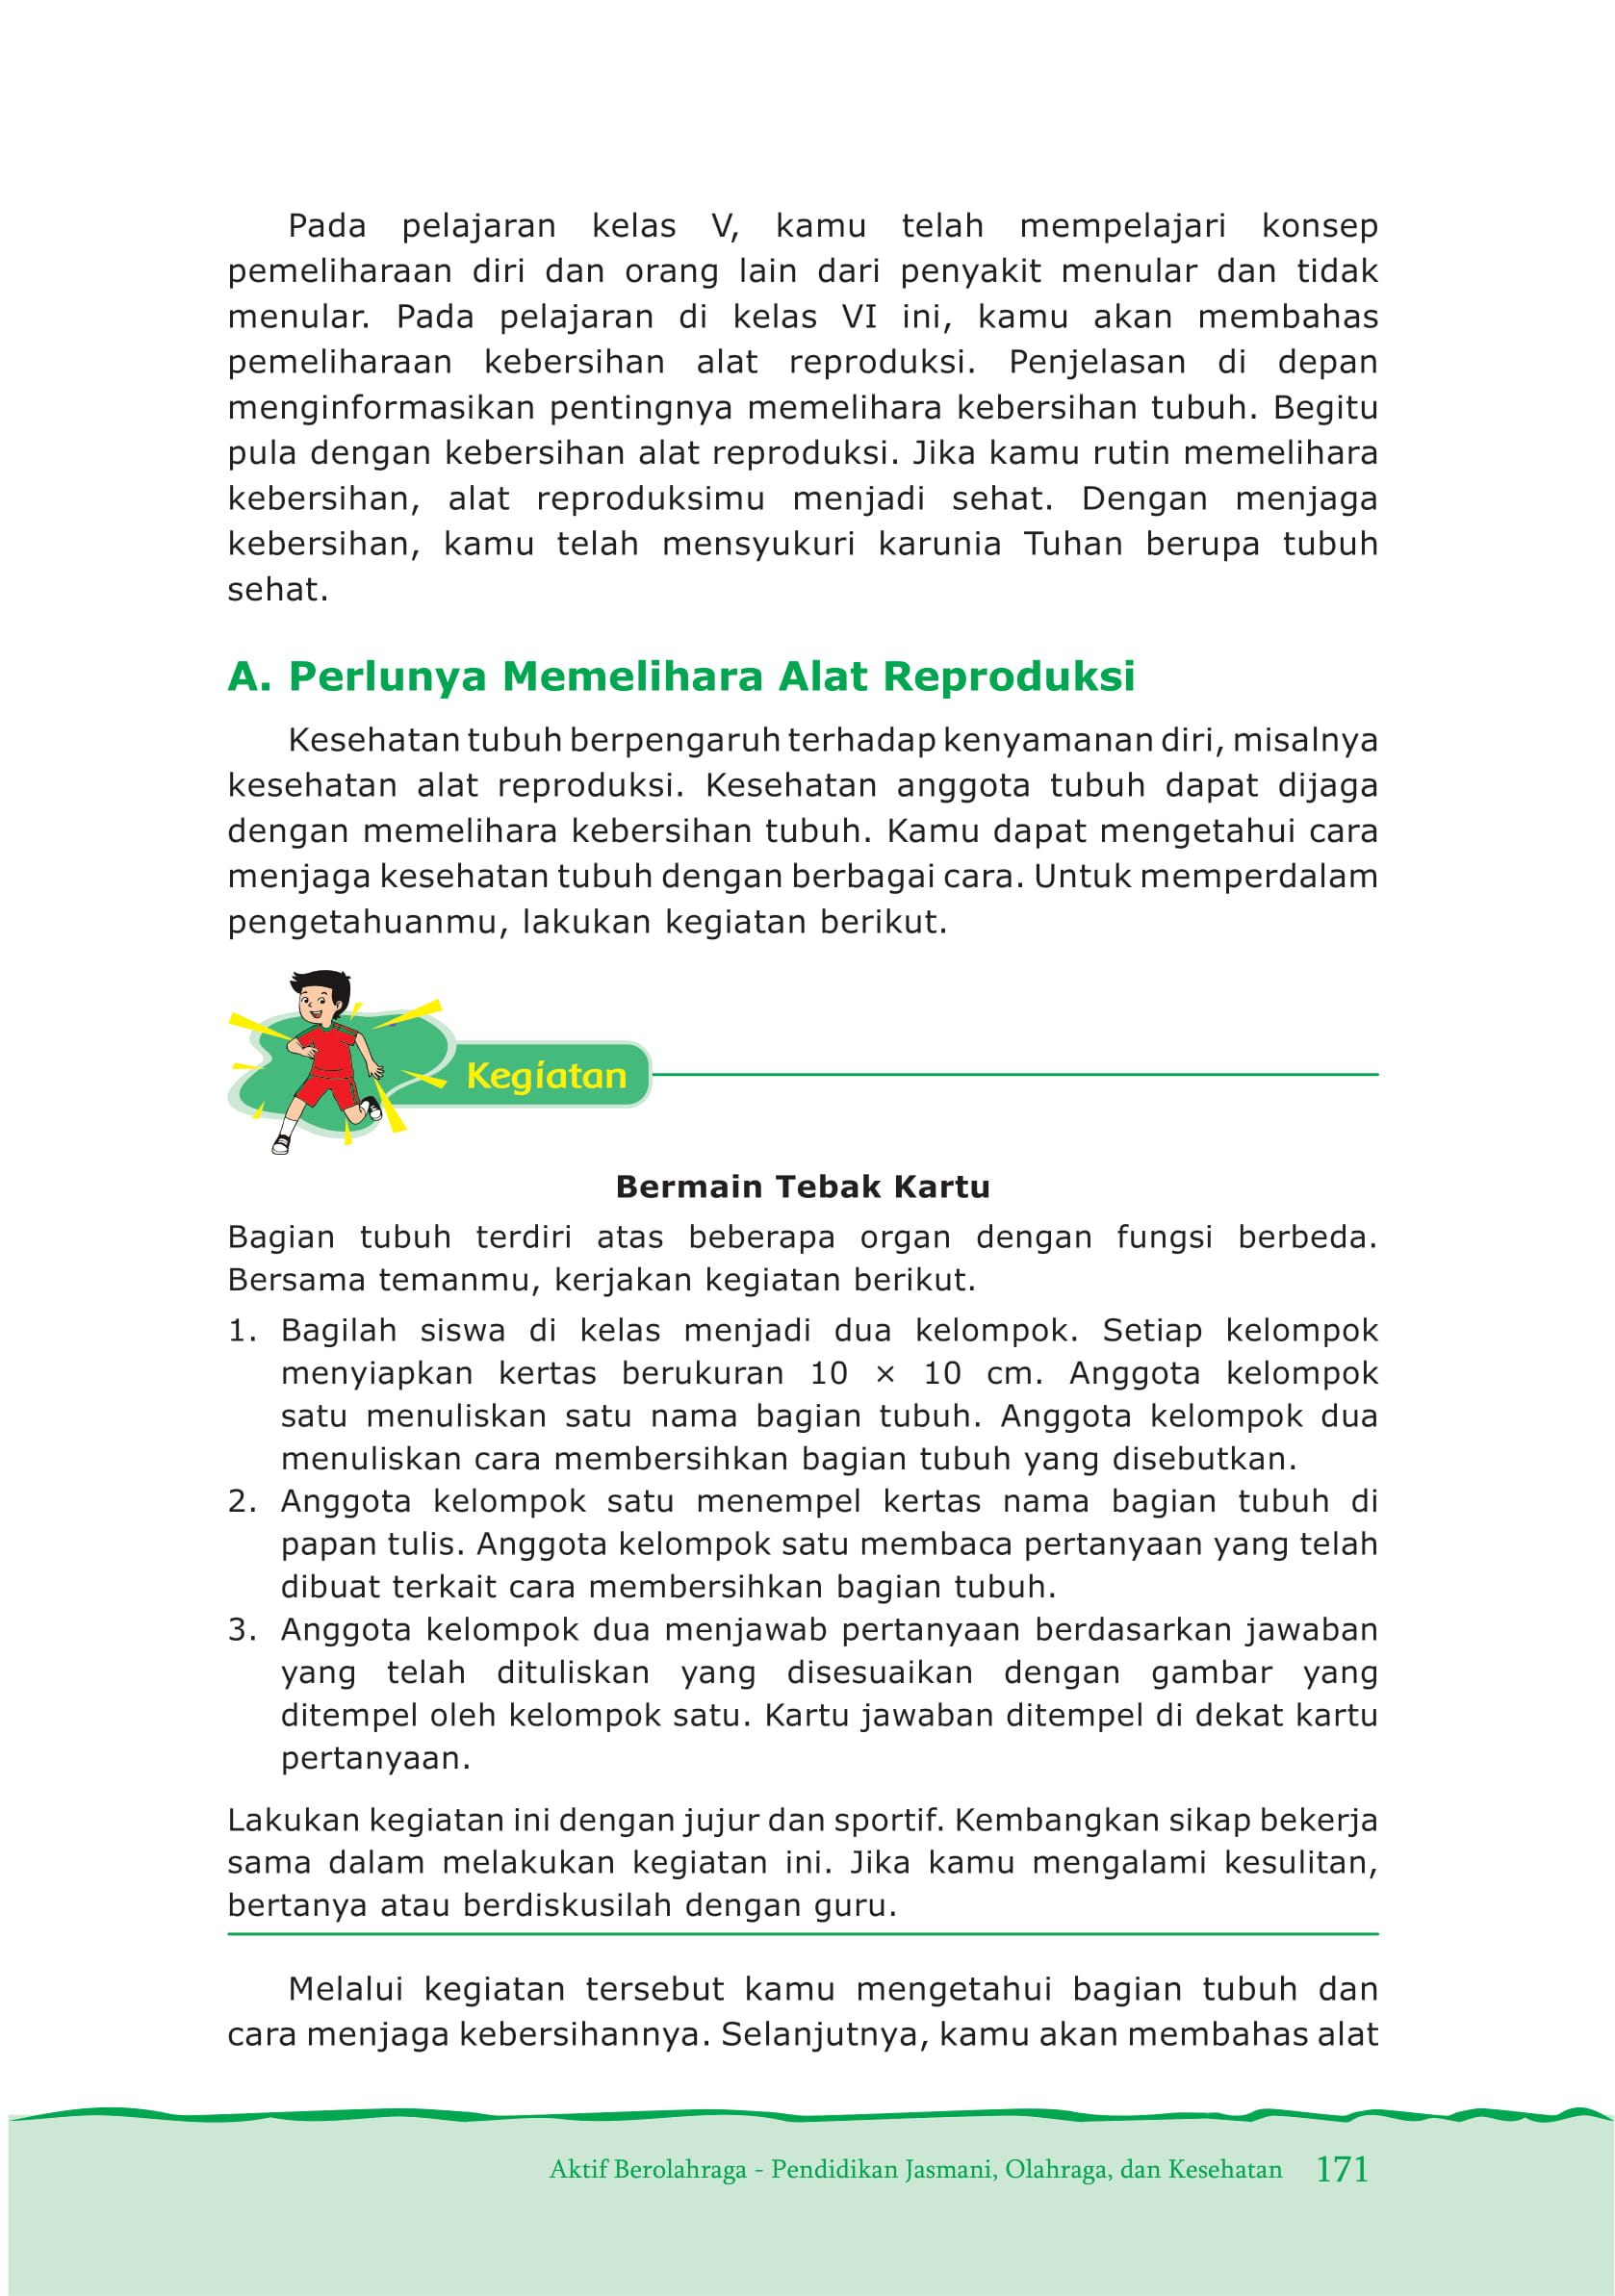 Pada pelajaran kelas V, kamu telah mempelajari konsep
pemeliharaan diri dan orang lain dari penyakit menular dan tidak
menular. Pada pelajaran di kelas VI ini, kamu akan membahas
pemeliharaan kebersihan alat reproduksi. Penjelasan di depan
menginformasikan pentingnya memelihara kebersihan tubuh. Begitu
pula dengan kebersihan alat reproduksi. Jika kamu rutin memelihara
kebersihan, alat reproduksimu menjadi sehat. Dengan menjaga
kebersihan, kamu telah mensyukuri karunia Tuhan berupa tubuh
sehat.
A. Perlunya Memelihara Alat Reproduksi
Kesehatan tubuh berpengaruh terhadap kenyamanan diri, misalnya
kesehatan alat reproduksi. Kesehatan anggota tubuh dapat dijaga
dengan memelihara kebersihan tubuh. Kamu dapat mengetahui cara
menjaga kesehatan tubuh dengan berbagai cara. Untuk memperdalam
pengetahuanmu, lakukan kegiatan berikut.
Kegiatan
Bermain Tebak Kartu
Bagian tubuh terdiri atas beberapa organ dengan fungsi berbeda.
Bersama temanmu, kerjakan kegiatan berikut.
1. Bagilah siswa di kelas menjadi dua kelompok. Setiap kelompok
menyiapkan kertas berukuran 10 × 10 cm. Anggota kelompok
satu menuliskan satu nama bagian tubuh. Anggota kelompok dua
menuliskan cara membersihkan bagian tubuh yang disebutkan.
2. Anggota kelompok satu menempel kertas nama bagian tubuh di
papan tulis. Anggota kelompok satu membaca pertanyaan yang telah
dibuat terkait cara membersihkan bagian tubuh.
3. Anggota kelompok dua menjawab pertanyaan berdasarkan jawaban
yang telah dituliskan yang disesuaikan dengan gambar yang
ditempel oleh kelompok satu. Kartu jawaban ditempel di dekat kartu
pertanyaan.
Lakukan kegiatan ini dengan jujur dan sportif. Kembangkan sikap bekerja
sama dalam melakukan kegiatan ini. Jika kamu mengalami kesulitan,
bertanya atau berdiskusilah dengan guru.
Melalui kegiatan tersebut kamu mengetahui bagian tubuh dan
cara menjaga kebersihannya. Selanjutnya, kamu akan membahas alat
Aktif Berolahraga - Pendidikan Jasmani, Olahraga, dan Kesehatan 171